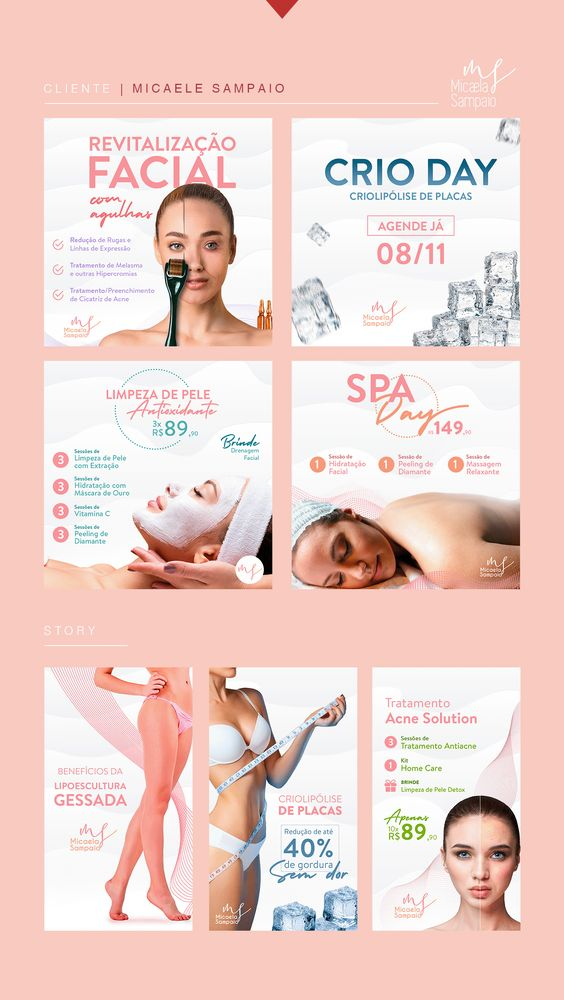 CLIENTE | MICAELE SAMPAIO
ms
Micaela
Sampaio
REVITALIZAÇÃO
FACIAL
com
agulhas
Redução de Rugas e
Linhas de Expressão
Tratamento de Melasma
e outras Hipercromias
Tratamento/Preenchimento
de Cicatriz de Acne
ms
Micaela
Sampaio
CRIO DAY
CRIOLIPÓLISE DE PLACAS
AGENDE JÁ
08/11
ms
Micaela
Sampaio
LIMPEZA DE PELE
Antioxidante
3x
R$89,90
Brinde
Drenagem
Facial
3 Sessões de
Limpeza de Pele
com Extração
3 Sessões de
Hidratação com
Máscara de Ouro
3 Sessões de
Vitamina C
3 Sessões de
Peeling de
Diamante
ms
SPA
Day
R$149,90
1 Sessão de
Hidratação
Facial
1 Sessão de
Peeling de
Diamante
1 Sessão de
Massagem
Relaxante
ms
Micaela
Sampaio
STORY
BENEFÍCIOS DA
LIPOESCULTURA
GESSADA
ms
Micaela
Sampaio
CRIOLIPÓLISE
DE PLACAS
Redução de até
40%
de gordura
Sem dor
ms
Micaela
Sampaio
Tratamento
Acne Solution
3 Sessões de
Tratamento Antiacne
1 Kit
Home Care
BRINDE
Limpeza de Pele Detox
Apenas
10x
R$89,90
ms
Micaela
Sampaio